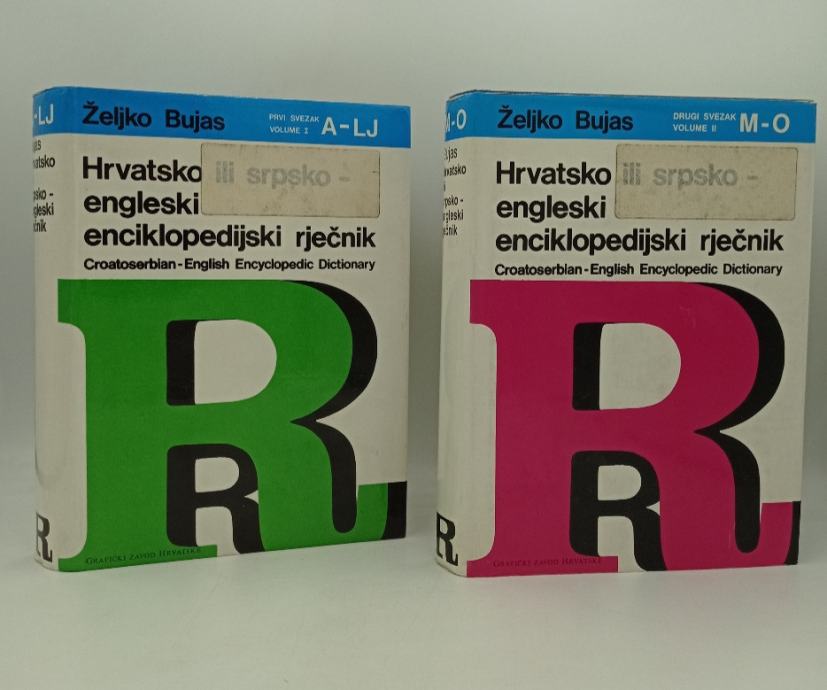 A-LJ
Željko Bujas
PRVI SVEZAK
VOLUME I
A-LJ
Hrvatsko ili srpsko -
engleski
enciklopedijski rječnik
Croatoserbian-English Encyclopedic Dictionary
R
R
GRAFIČKI ZAVOD HRVATSKE
R
M-O
Željko Bujas
DRUGI SVEZAK
VOLUME II
M-O
Hrvatsko ili srpsko -
engleski
enciklopedijski rječnik
Croatoserbian-English Encyclopedic Dictionary
R
R
GRAFIČKI ZAVOD HRVATSKE
R